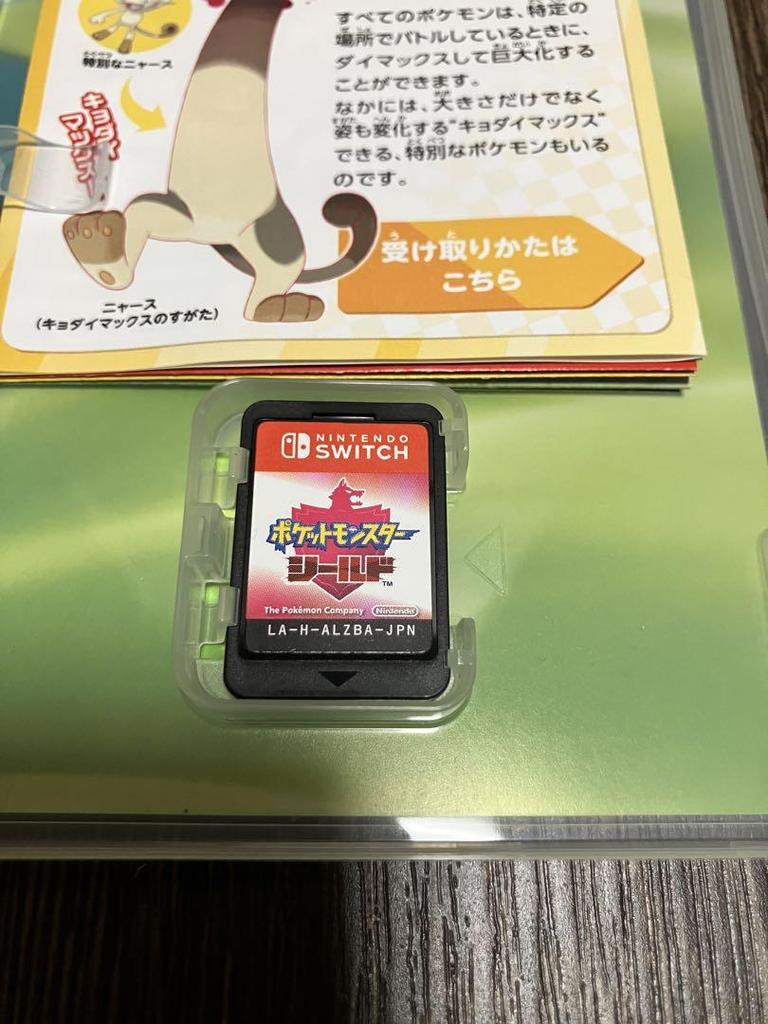 すべてのポケモンは、特定の
場所でバトルしているときに、
ダイマックスして巨大化する
ことができます。
なかには、大きさだけでなく
姿も変化する"キョダイマックス"
できる、特別なポケモンもいる
のです。
特別なニャース
キョダイ
マックス!
受け取りかたは
こちら
ニャース
(キョダイマックスのすがた)
NINTENDO
SWITCH
ポケットモンスター
シールド™
The Pokémon Company Nintendo
LA-H-ALZBA-JPN